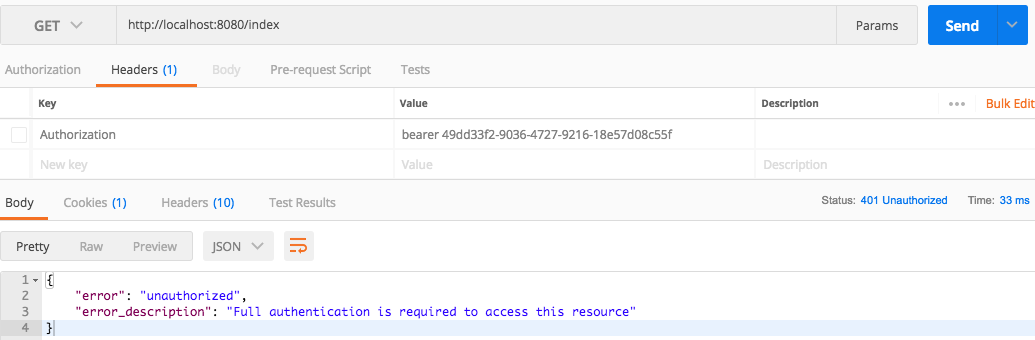 GET http://localhost:8080/index Params Send
Authorization Headers (1) Body Pre-request Script Tests
Key Value Description ••• Bulk Edit
Authorization bearer 49dd33f2-9036-4727-9216-18e57d08c55f
New key Value Description
Body Cookies (1) Headers (10) Test Results Status: 401 Unauthorized Time: 33 ms
Pretty Raw Preview JSON
1 {
2 "error": "unauthorized",
3 "error_description": "Full authentication is required to access this resource"
4 }